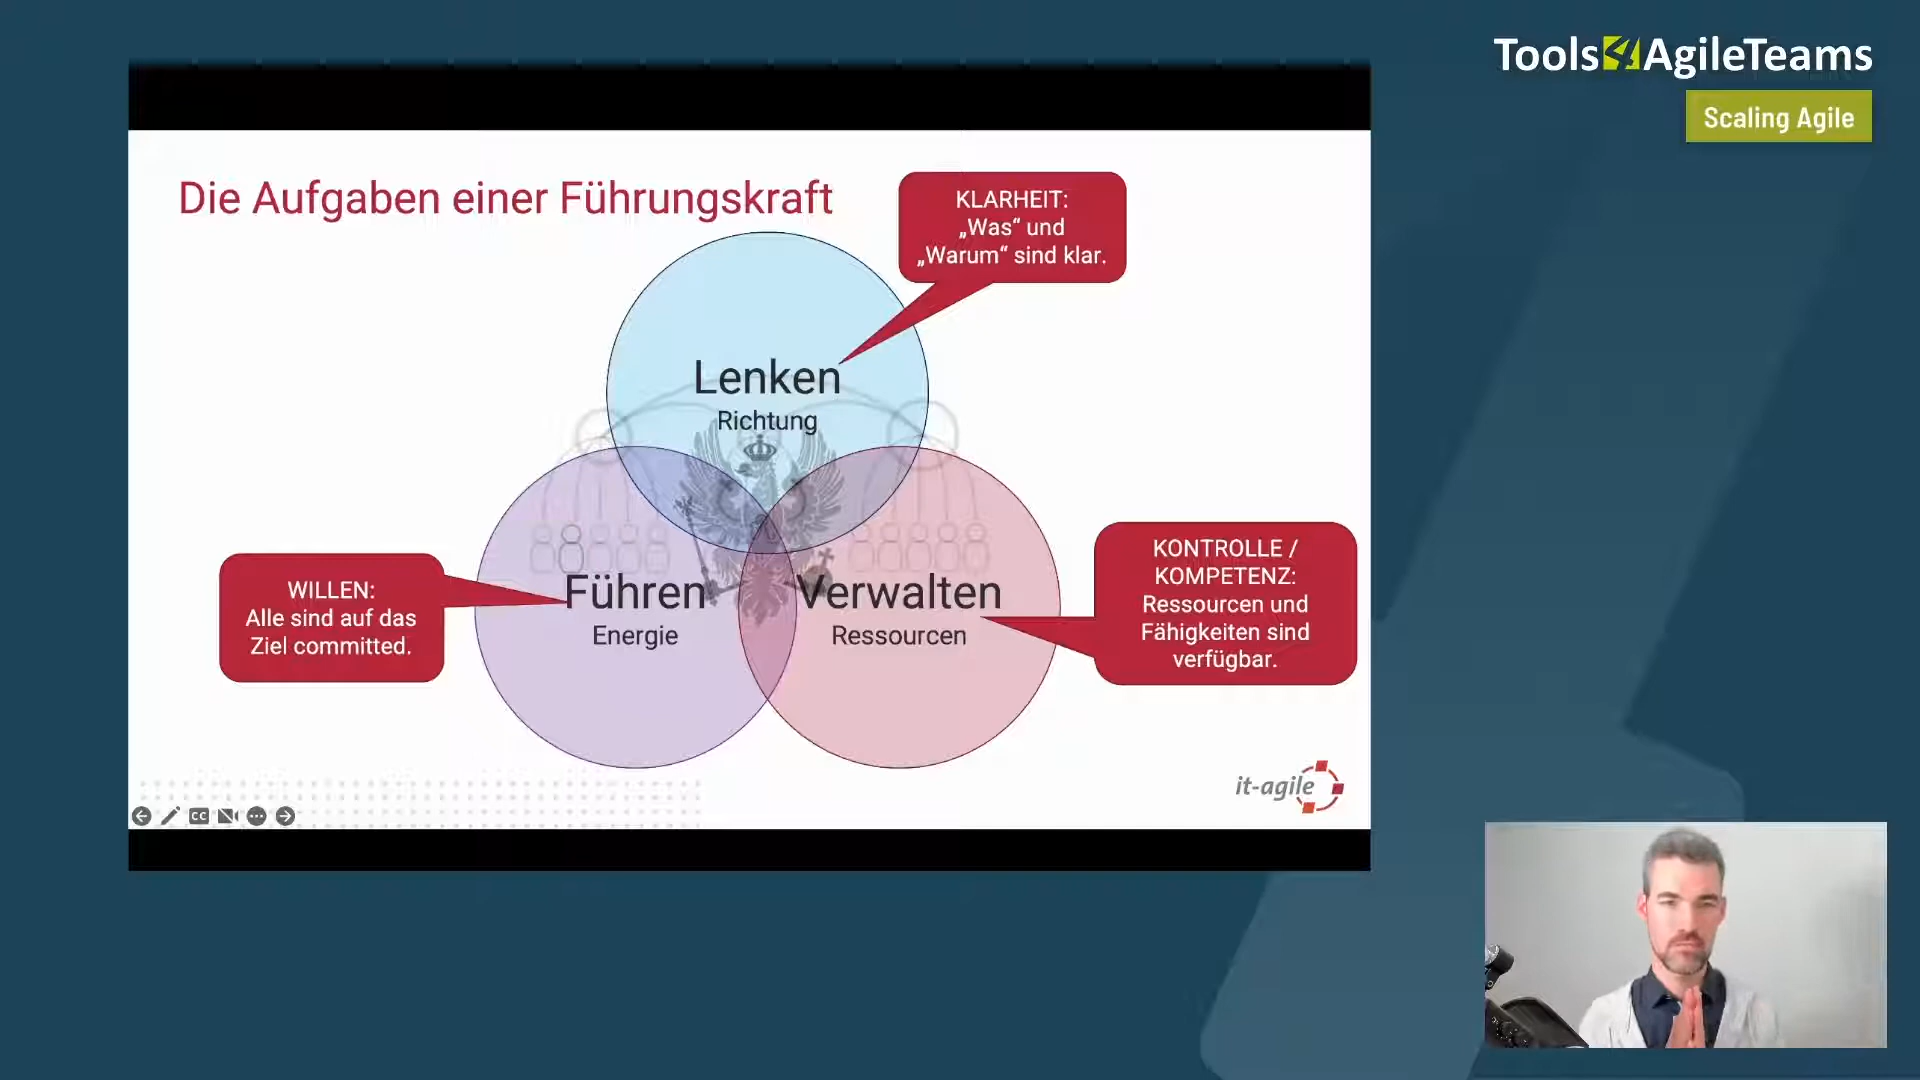 Tools4AgileTeams
Scaling Agile
Die Aufgaben einer Führungskraft
KLARHEIT:
„Was“ und
„Warum“ sind klar.
Lenken
Richtung
WILLEN:
Alle sind auf das
Ziel committed.
Führen
Energie
Verwalten
Ressourcen
KONTROLLE /
KOMPETENZ:
Ressourcen und
Fähigkeiten sind
verfügbar.
it-agile
CC